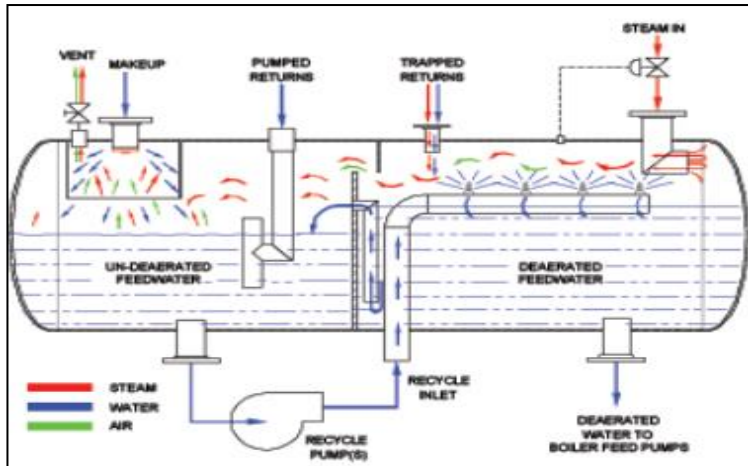 STEAM IN
VENT
MAKEUP
PUMPED
RETURNS
TRAPPED
RETURNS
UN-DEAERATED
FEEDWATER
DEAERATED
FEEDWATER
STEAM
WATER
AIR
RECYCLE
PUMP(S)
RECYCLE
INLET
DEAERATED
WATER TO
BOILER FEED PUMPS